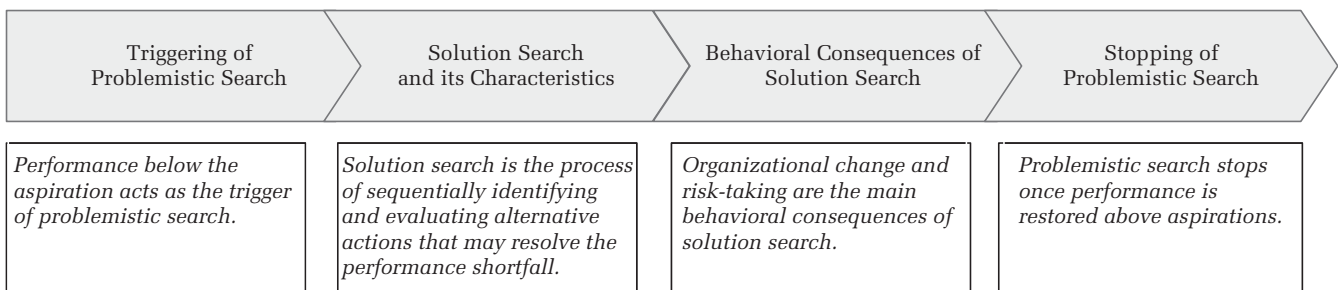 Triggering of
Problemistic Search
Solution Search
and its Characteristics
Behavioral Consequences of
Solution Search
Stopping of
Problemistic Search
Performance below the
aspiration acts as the trigger
of problemistic search.
Solution search is the process
of sequentially identifying
and evaluating alternative
actions that may resolve the
performance shortfall.
Organizational change and
risk-taking are the main
behavioral consequences of
solution search.
Problemistic search stops
once performance is
restored above aspirations.